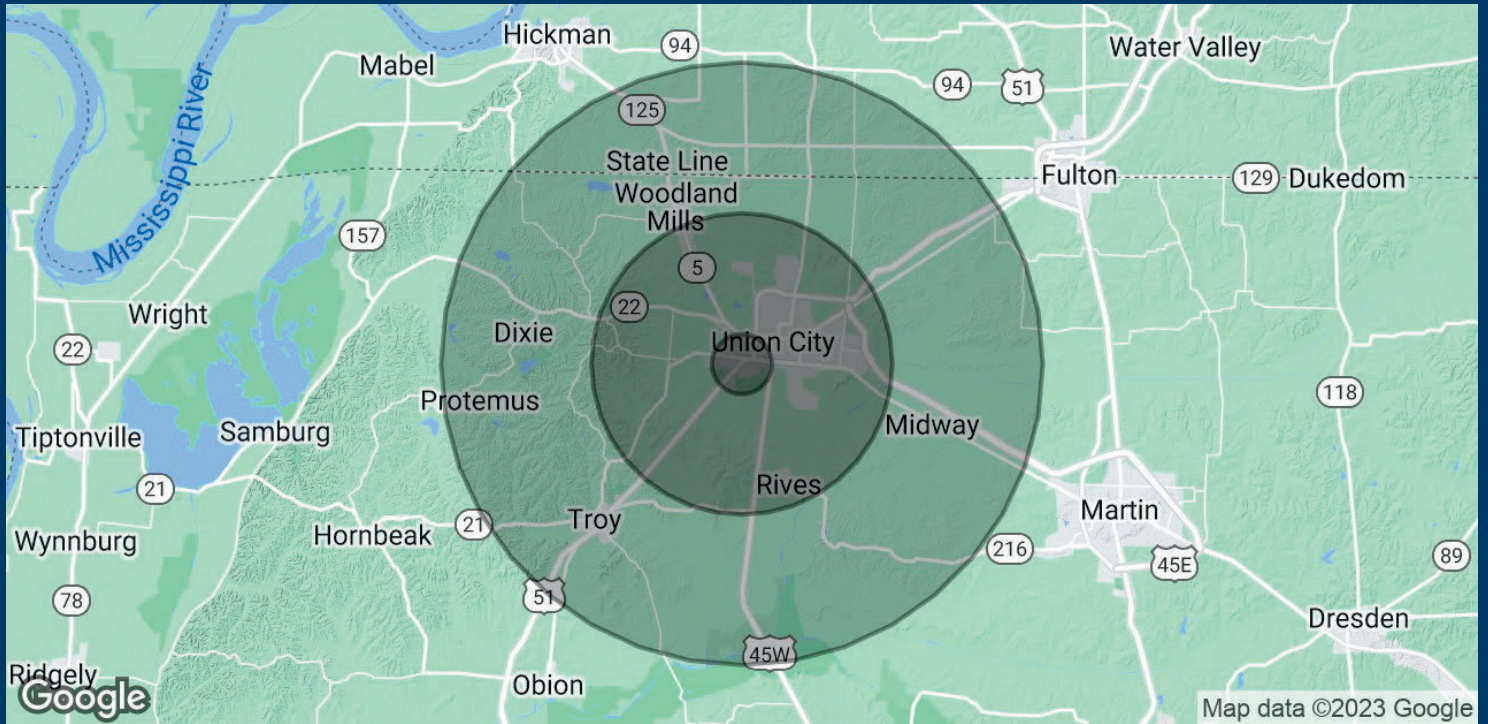 Hickman
94
Water Valley
Mabel
94
51
125
Mississippi River
State Line
Woodland
Mills
Fulton
129
Dukedom
157
5
22
Wright
Dixie
Union City
22
118
Protemus
Tiptonville
Samburg
Midway
21
Rives
Martin
Troy
21
Hornbeak
Wynnburg
216
45E
89
51
78
Dresden
45W
Ridgely
Obion
Google
Map data ©2023 Google